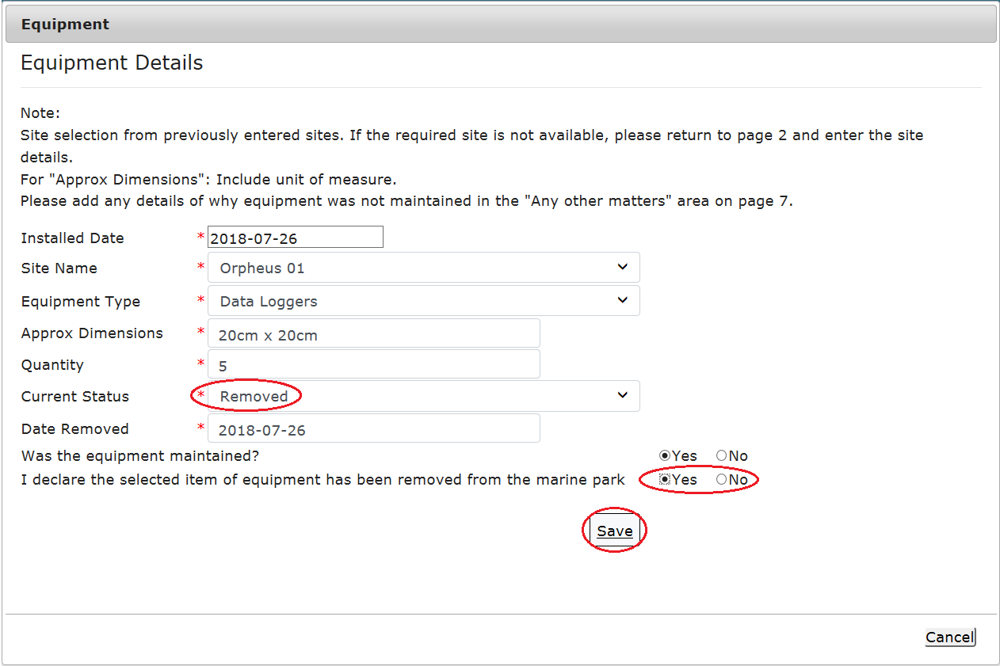 Equipment
Equipment Details
Note:
Site selection from previously entered sites. If the required site is not available, please return to page 2 and enter the site
details.
For "Approx Dimensions": Include unit of measure.
Please add any details of why equipment was not maintained in the "Any other matters" area on page 7.
Installed Date * 2018-07-26
Site Name * Orpheus 01
Equipment Type * Data Loggers
Approx Dimensions * 20cm x 20cm
Quantity * 5
Current Status * Removed
Date Removed * 2018-07-26
Was the equipment maintained? Yes No
I declare the selected item of equipment has been removed from the marine park Yes No
Save
Cancel